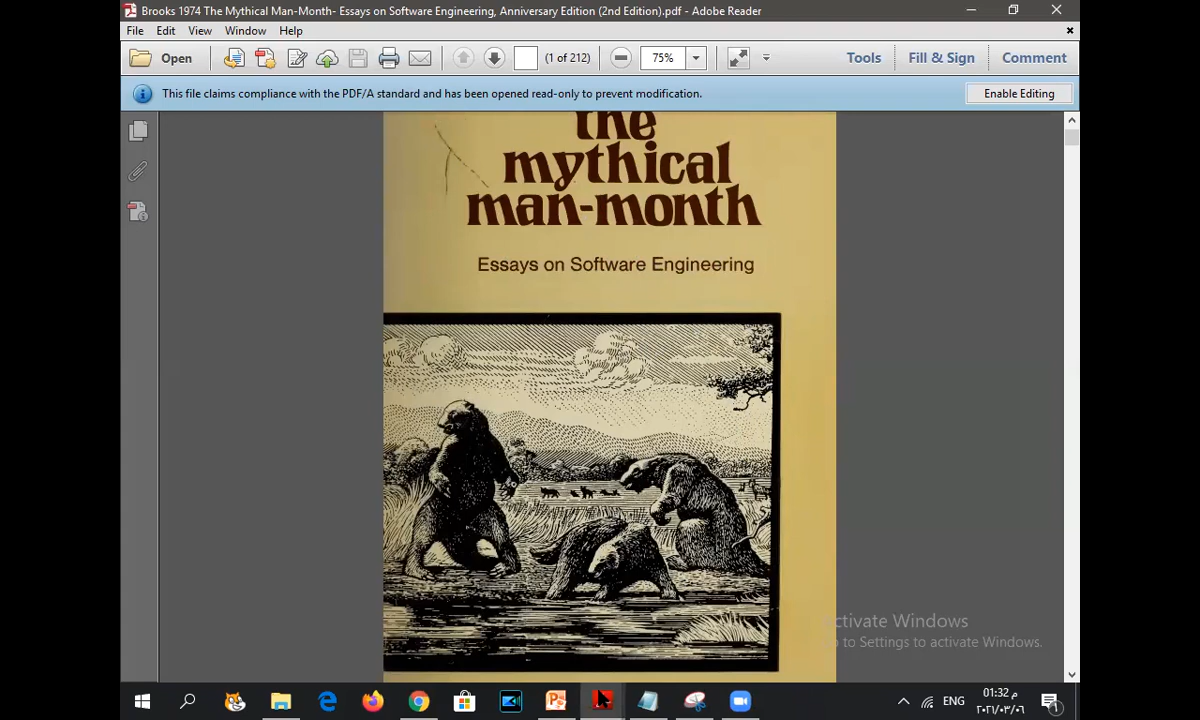 Brooks 1974 The Mythical Man-Month- Essays on Software Engineering, Anniversary Edition (2nd Edition).pdf - Adobe Reader
File Edit View Window Help
Open (1 of 212) 75% Tools Fill & Sign Comment
This file claims compliance with the PDF/A standard and has been opened read-only to prevent modification. Enable Editing
the
mythical
man-month
Essays on Software Engineering
ctivate Windows
o to Settings to activate Windows.
ENG
01:32 م
٢٠٢١/٠٣/٠٦